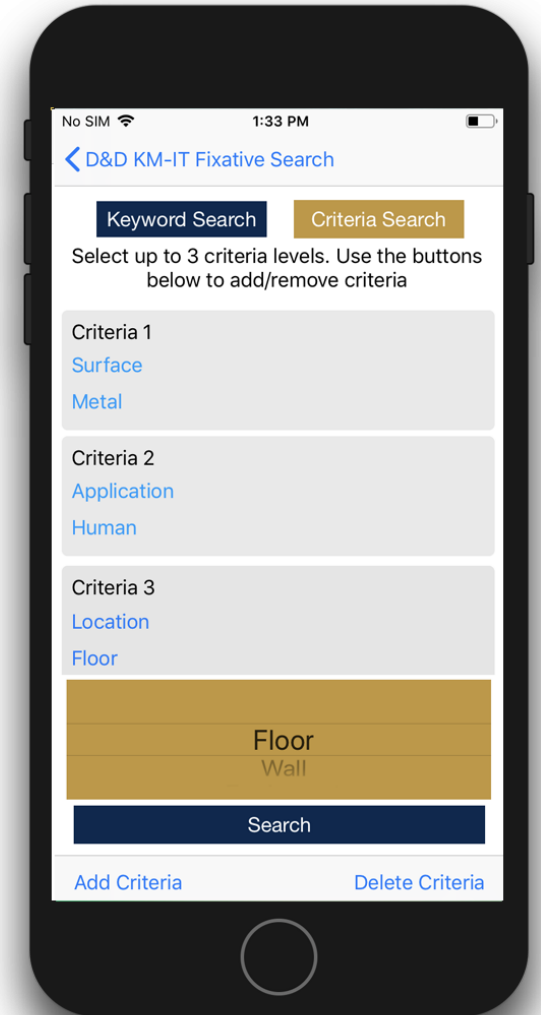 No SIM 1:33 PM
D&D KM-IT Fixative Search
Keyword Search Criteria Search
Select up to 3 criteria levels. Use the buttons
below to add/remove criteria
Criteria 1
Surface
Metal
Criteria 2
Application
Human
Criteria 3
Location
Floor
Floor
Wall
Search
Add Criteria Delete Criteria